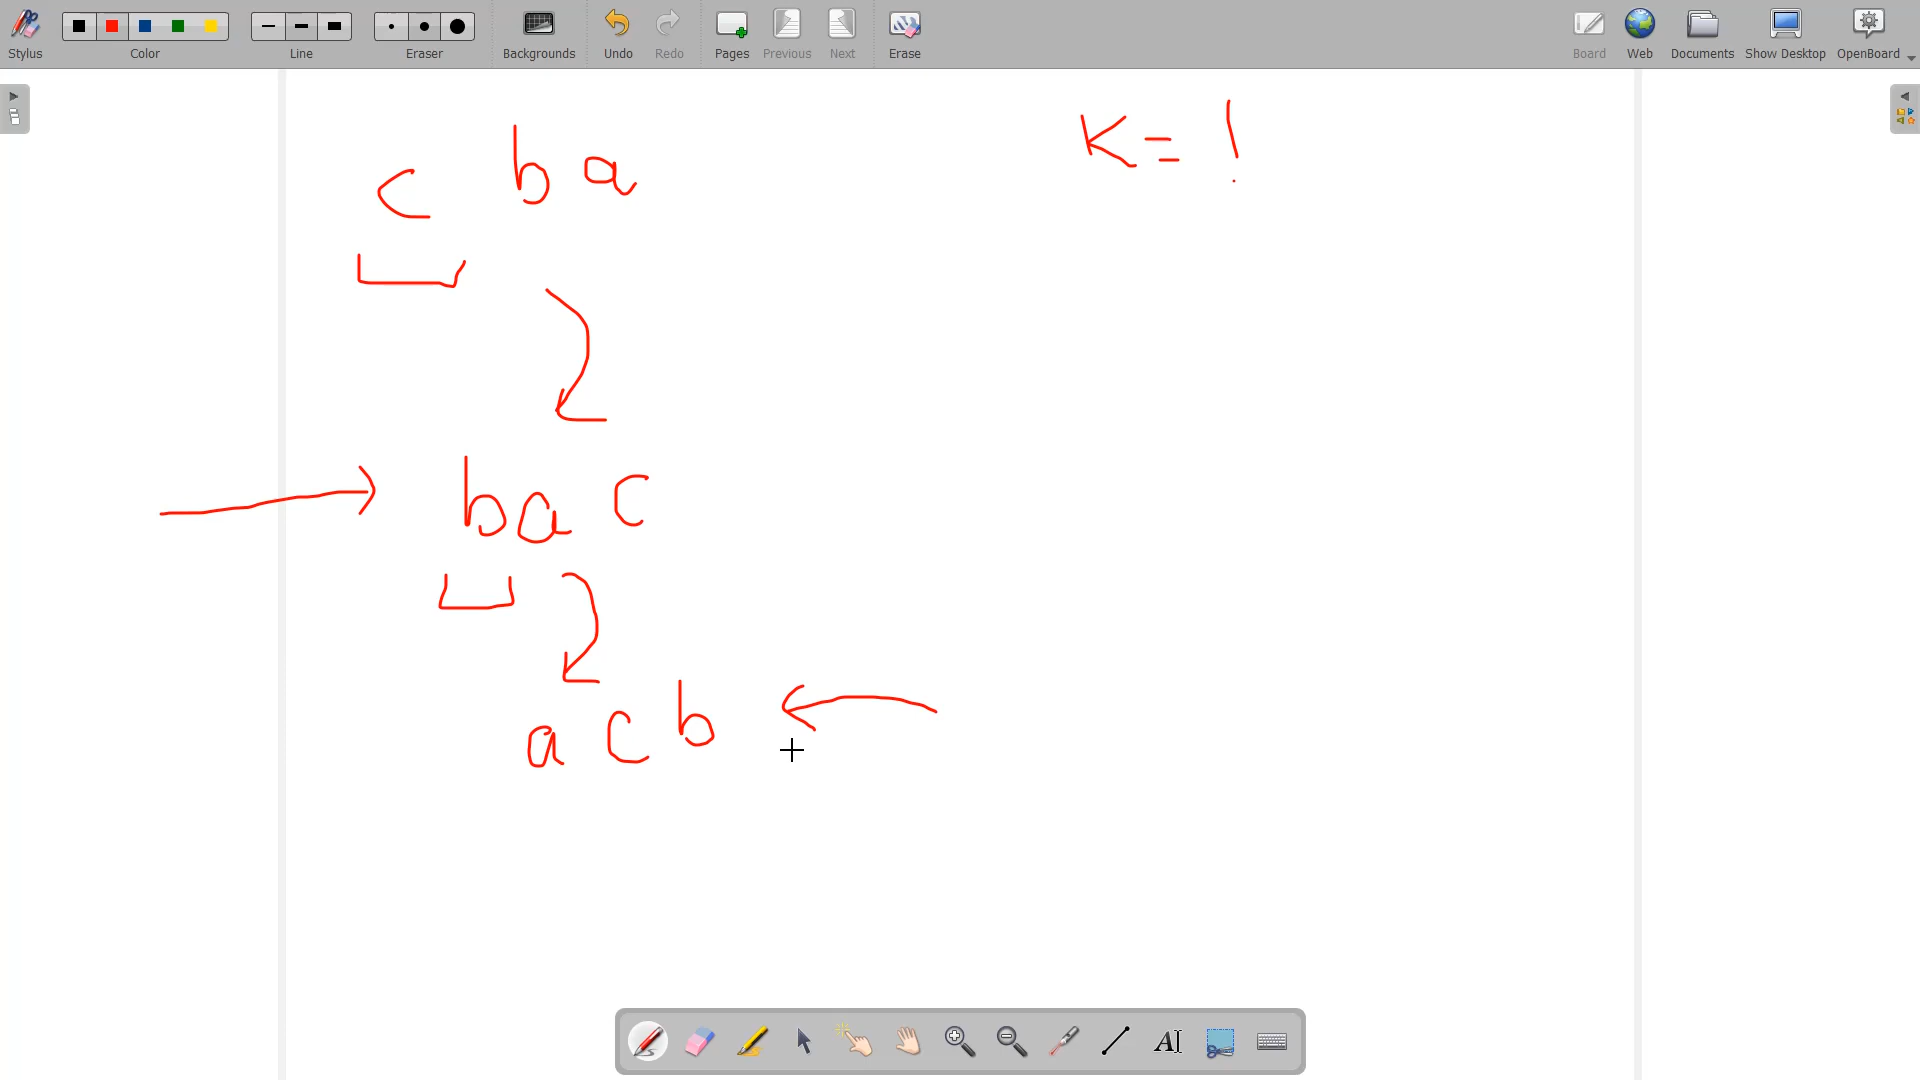 Stylus Color Line Eraser Backgrounds Undo Redo Pages Previous Next Erase Board Web Documents Show Desktop OpenBoard
c b a
K = !
b a c
a c b
A